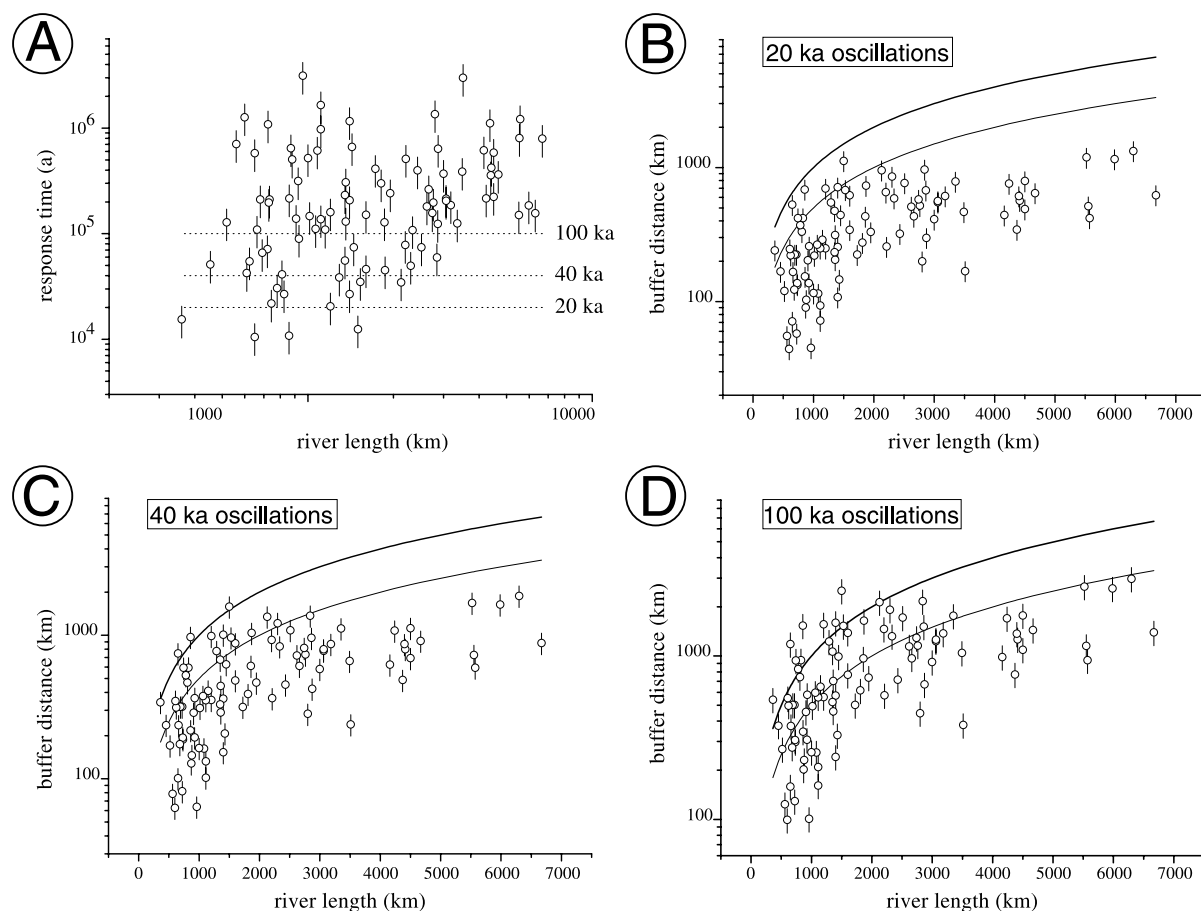 A
response time (a)
10^6
10^5
10^4
100 ka
40 ka
20 ka
1000
10000
river length (km)
B
20 ka oscillations
buffer distance (km)
1000
100
0 1000 2000 3000 4000 5000 6000 7000
river length (km)
C
40 ka oscillations
buffer distance (km)
1000
100
0 1000 2000 3000 4000 5000 6000 7000
river length (km)
D
100 ka oscillations
buffer distance (km)
1000
100
0 1000 2000 3000 4000 5000 6000 7000
river length (km)